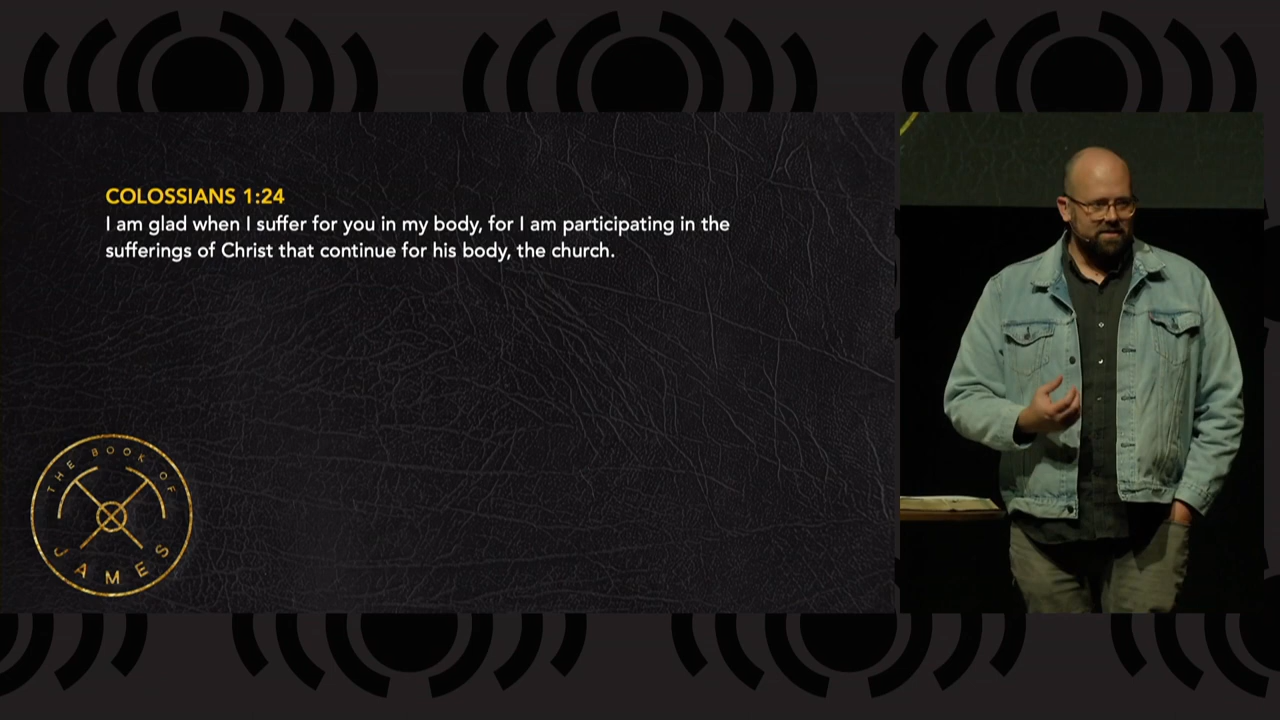 COLOSSIANS 1:24
I am glad when I suffer for you in my body, for I am participating in the
sufferings of Christ that continue for his body, the church.
THE BOOK OF
JAMES